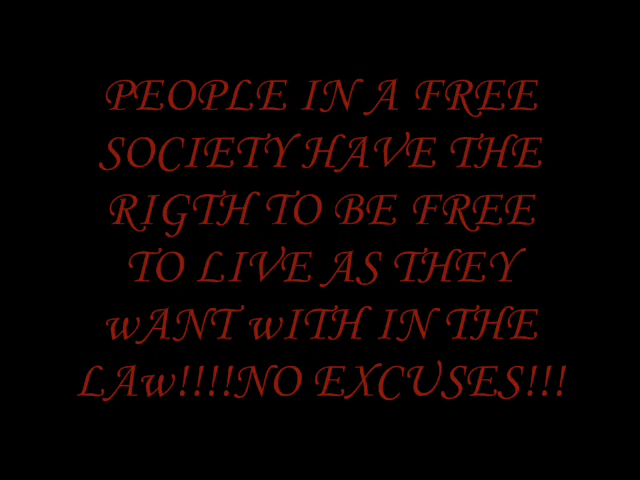 PEOPLE IN A FREE
SOCIETY HAVE THE
RIGTH TO BE FREE
TO LIVE AS THEY
wANT wITH IN THE
LAw!!!!NO EXCUSES!!!